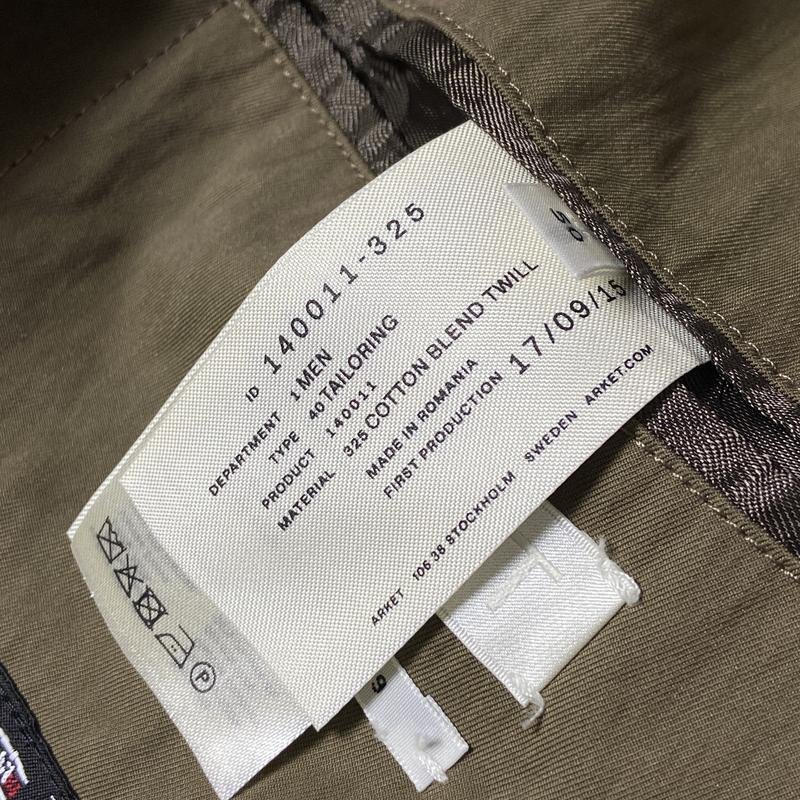 50
ID 140011-325
DEPARTMENT 1 MEN
TYPE 40 TAILORING
PRODUCT 140011
MATERIAL 325 COTTON BLEND TWILL
MADE IN ROMANIA
FIRST PRODUCTION 17/09/15
ARKET 106 38 STOCKHOLM SWEDEN ARKET.COM
P